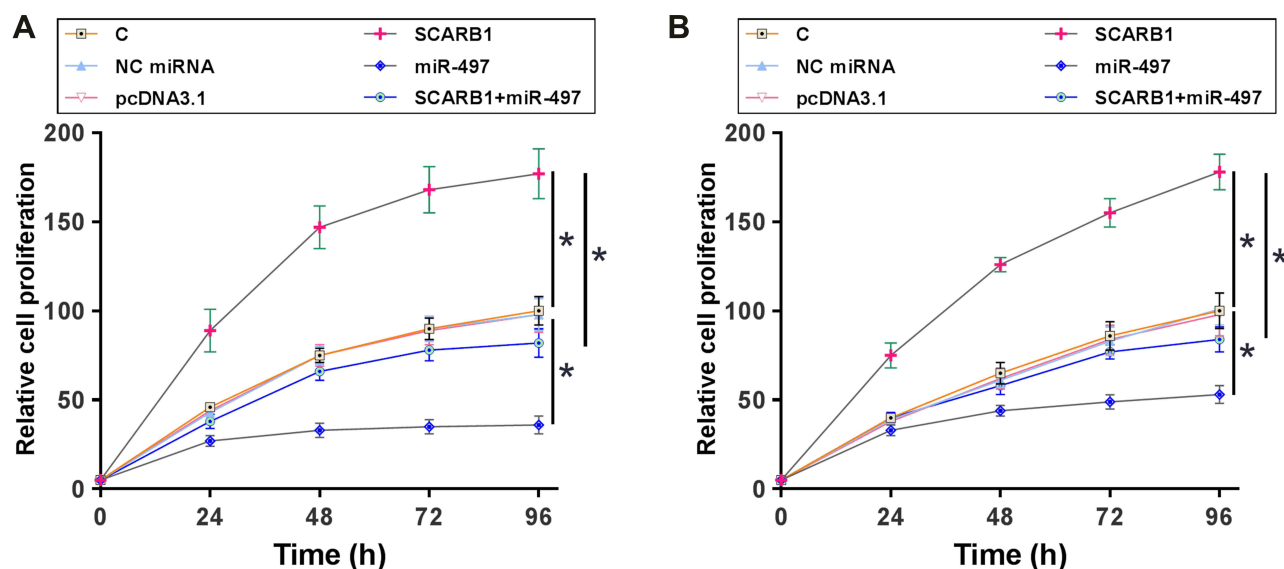 A
C
NC miRNA
pcDNA3.1
SCARB1
miR-497
SCARB1+miR-497
Relative cell proliferation
200
150
100
50
0
0 24 48 72 96
Time (h)
*
*
*
B
C
NC miRNA
pcDNA3.1
SCARB1
miR-497
SCARB1+miR-497
Relative cell proliferation
200
150
100
50
0
0 24 48 72 96
Time (h)
*
*
*